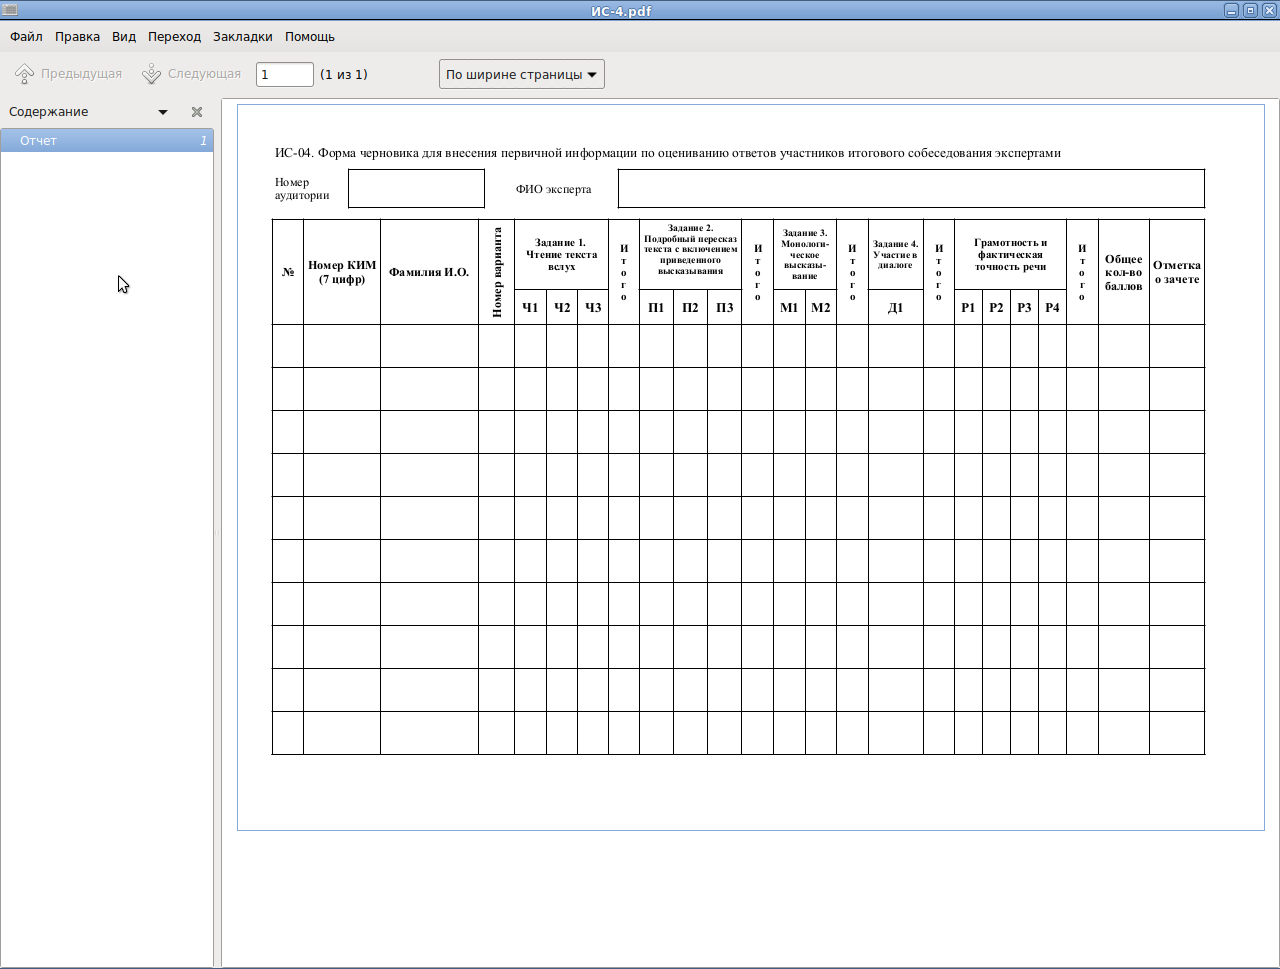 ИС-4.pdf
Файл Правка Вид Переход Закладки Помощь
Предыдущая Следующая 1 (1 из 1) По ширине страницы
Содержание
Отчет 1
ИС-04. Форма черновика для внесения первичной информации по оцениванию ответов участников итогового собеседования экспертами
Номер
аудитории
ФИО эксперта
№
Номер КИМ
(7 цифр)
Фамилия И.О.
Номер варианта
Задание 1.
Чтение текста
вслух
Ч1 Ч2 Ч3
Итого
Задание 2.
Подробный пересказ
текста с включением
приведенного
высказывания
П1 П2 П3
Итого
Задание 3.
Монологи-
ческое
высказы-
вание
М1 М2
Итого
Задание 4.
Участие в
диалоге
Д1
Итого
Грамотность и
фактическая
точность речи
Р1 Р2 Р3 Р4
Итого
Общее
кол-во
баллов
Отметка
о зачете